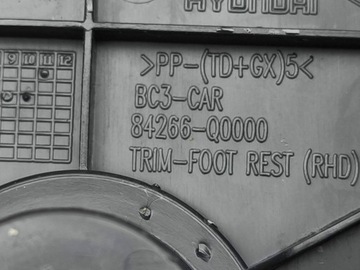 HYUNDAI
>PP-(TD+GX)5<
BC3-CAR
84266-Q0000
TRIM-FOOT REST (RHD)
9 10 11 12